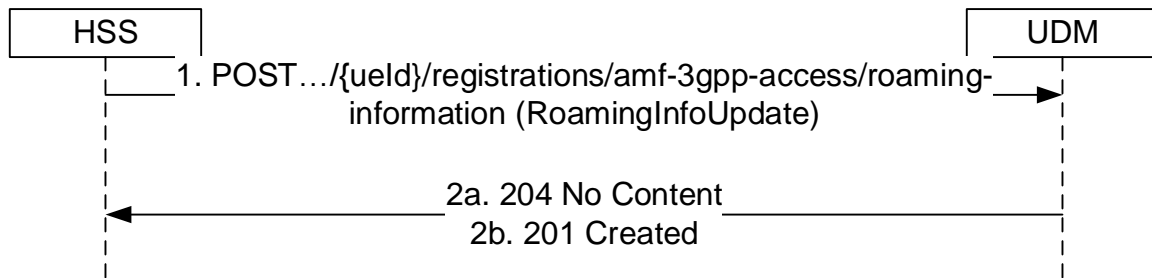 HSS
UDM
1. POST…/{ueId}/registrations/amf-3gpp-access/roaming-
information (RoamingInfoUpdate)
2a. 204 No Content
2b. 201 Created